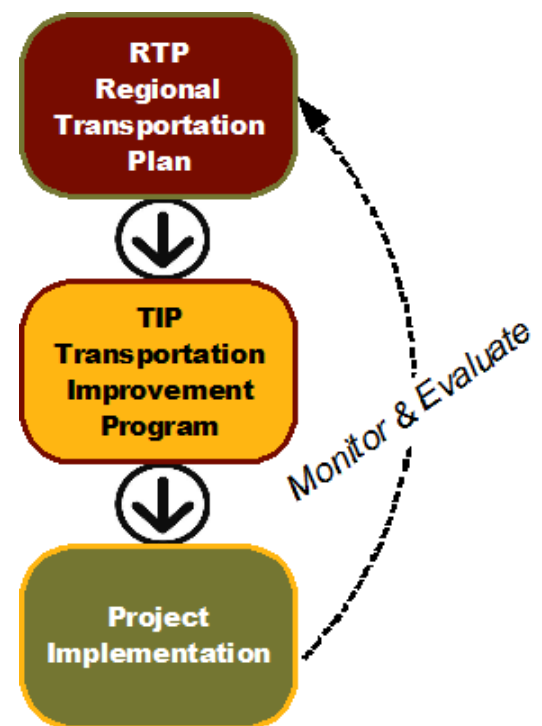 RTP
Regional
Transportation
Plan
TIP
Transportation
Improvement
Program
Monitor & Evaluate
Project
Implementation